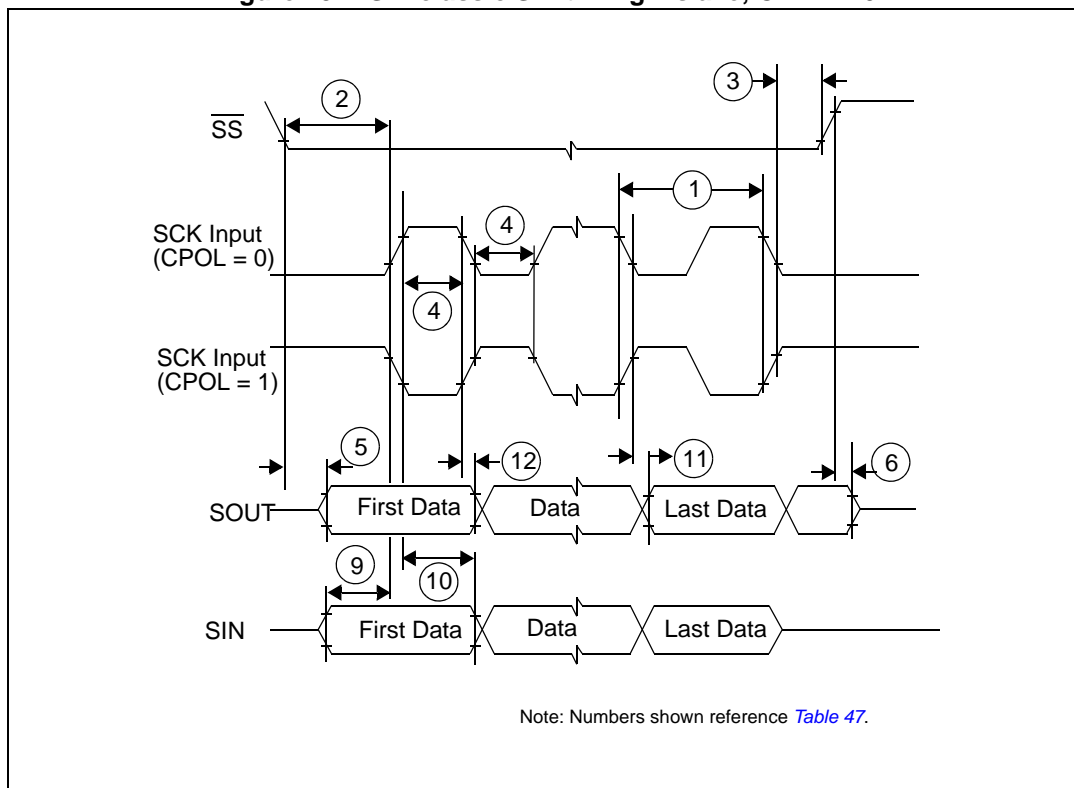 3
2
SS
1
SCK Input
(CPOL = 0)
4
4
SCK Input
(CPOL = 1)
5
12
11
6
SOUT
First Data
Data
Last Data
9
10
SIN
First Data
Data
Last Data
Note: Numbers shown reference Table 47.